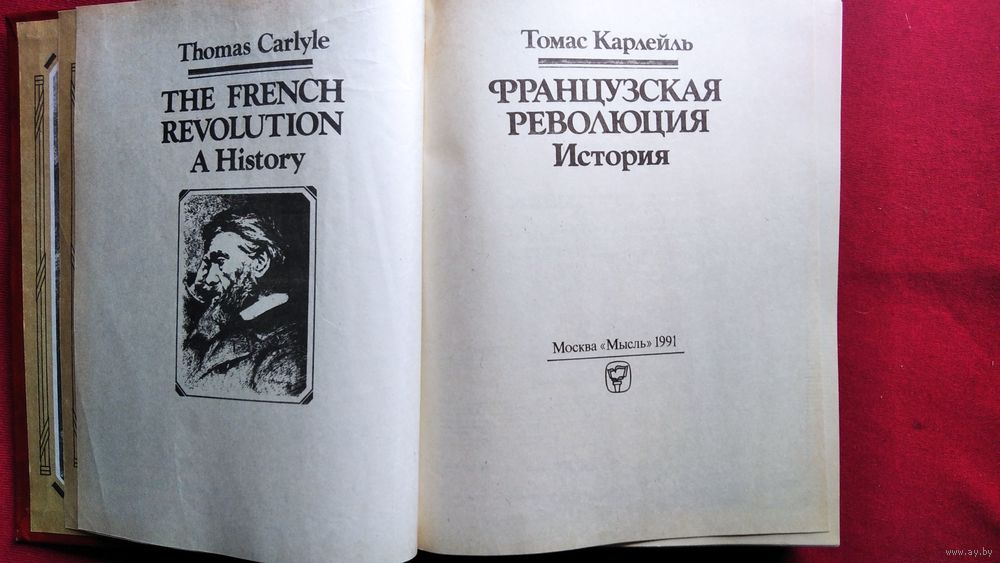 Thomas Carlyle
THE FRENCH
REVOLUTION
A History
Томас Карлейль
ФРАНЦУЗСКАЯ
РЕВОЛЮЦИЯ
История
Москва «Мысль» 1991
www.ay.by